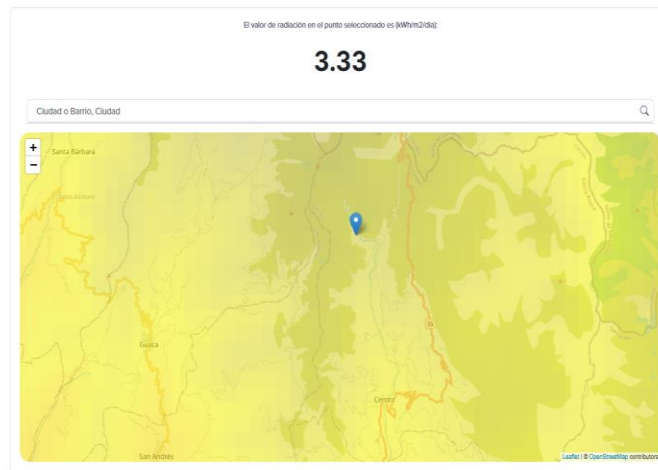 El valor de radiación en el punto seleccionado es (kWh/m2/día):
3.33
Ciudad o Barrio, Ciudad
+
−
Santa Bárbara
Guaca
Cerrito
San Andrés
Leaflet | © OpenStreetMap contributors